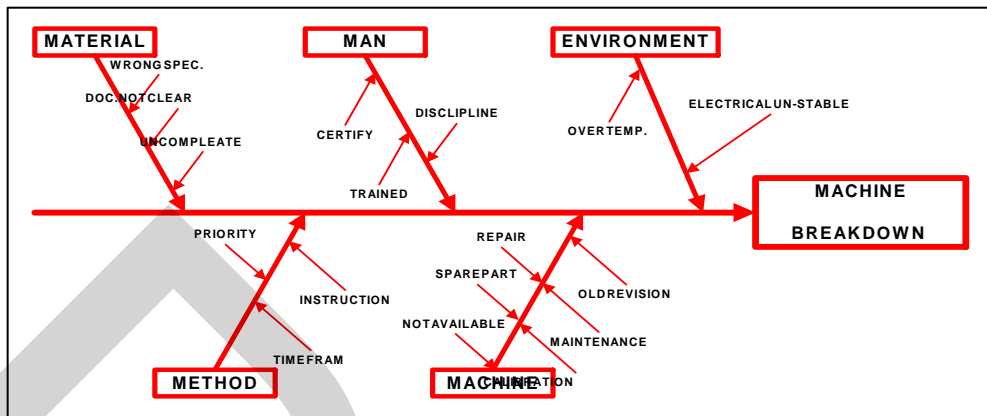 MATERIAL
MAN
ENVIRONMENT
WRONGSPEC.
DOC.NOTCLEAR
UNCOMPLEATE
CERTIFY
DISCLIPLINE
TRAINED
OVERTEMP.
ELECTRICALUN-STABLE
MACHINE
BREAKDOWN
PRIORITY
INSTRUCTION
TIMEFRAM
REPAIR
SPAREPART
NOTAVAILABLE
OLDREVISION
MAINTENANCE
CALIBRATION
METHOD
MACHINE